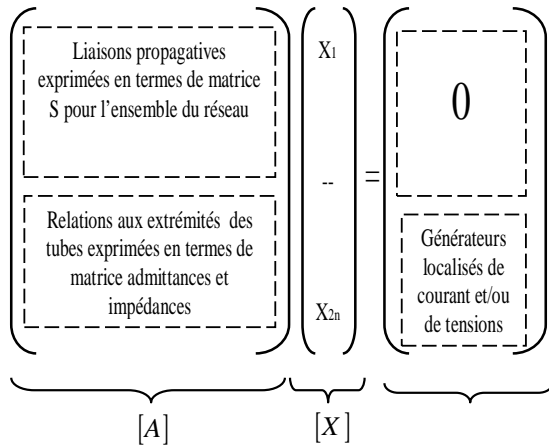 Liaisons propagatives
exprimées en termes de matrice
S pour l'ensemble du réseau
Relations aux extrémités des
tubes exprimées en termes de
matrice admittances et
impédances
X1
--
X2n
=
0
Générateurs
localisés de
courant et/ou
de tensions
[A]
[X]